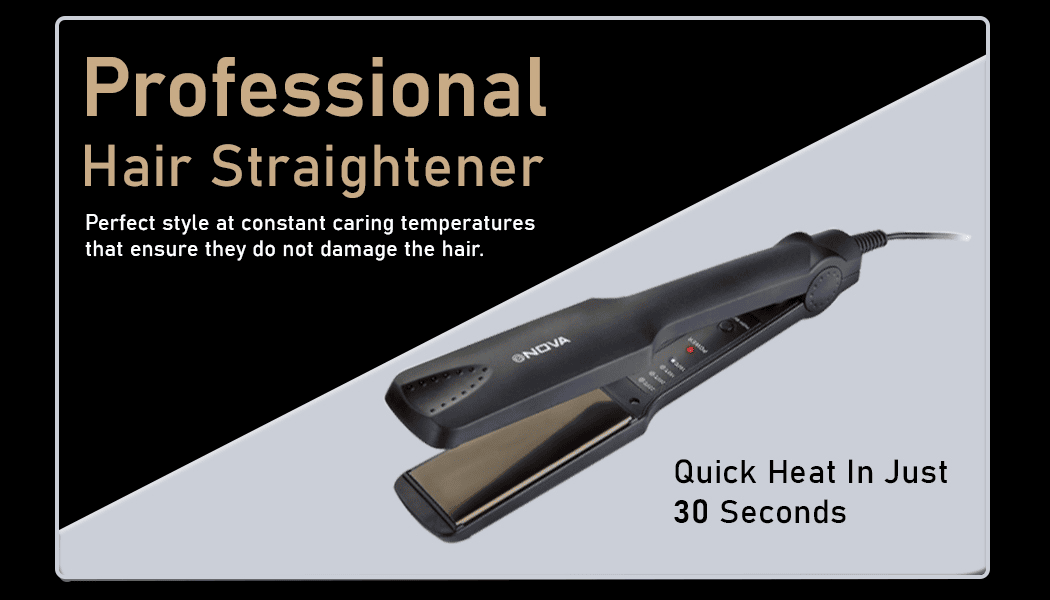 Professional
Hair Straightener
Perfect style at constant caring temperatures
that ensure they do not damage the hair.
NOVA
POWER
Quick Heat In Just
30 Seconds